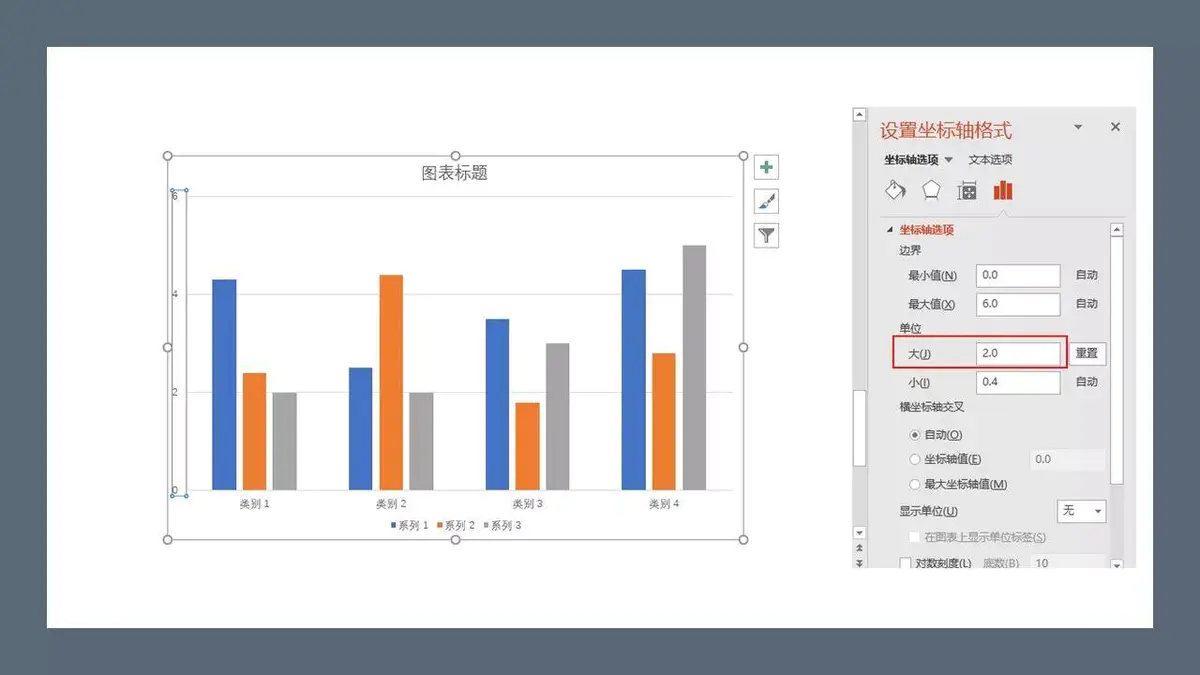 图表标题
6
4
2
0
类别 1 类别 2 类别 3 类别 4
系列 1 系列 2 系列 3
设置坐标轴格式
坐标轴选项 文本选项
坐标轴选项
边界
最小值(N) 0.0 自动
最大值(X) 6.0 自动
单位
大(J) 2.0 重置
小(I) 0.4 自动
横坐标轴交叉
自动(O)
坐标轴值(E) 0.0
最大坐标轴值(M)
显示单位(U) 无
在图表上显示单位标签(S)
对数刻度(L) 底数(B) 10